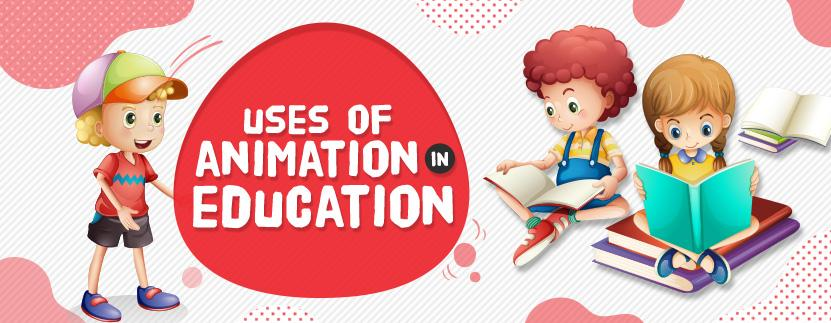 USES OF
ANIMATION IN
EDUCATION